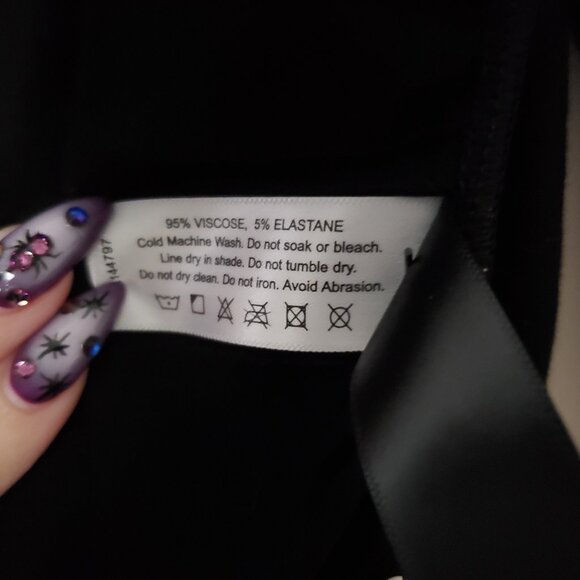 95% VISCOSE, 5% ELASTANE
Cold Machine Wash. Do not soak or bleach.
Line dry in shade. Do not tumble dry.
Do not dry clean. Do not iron. Avoid Abrasion.